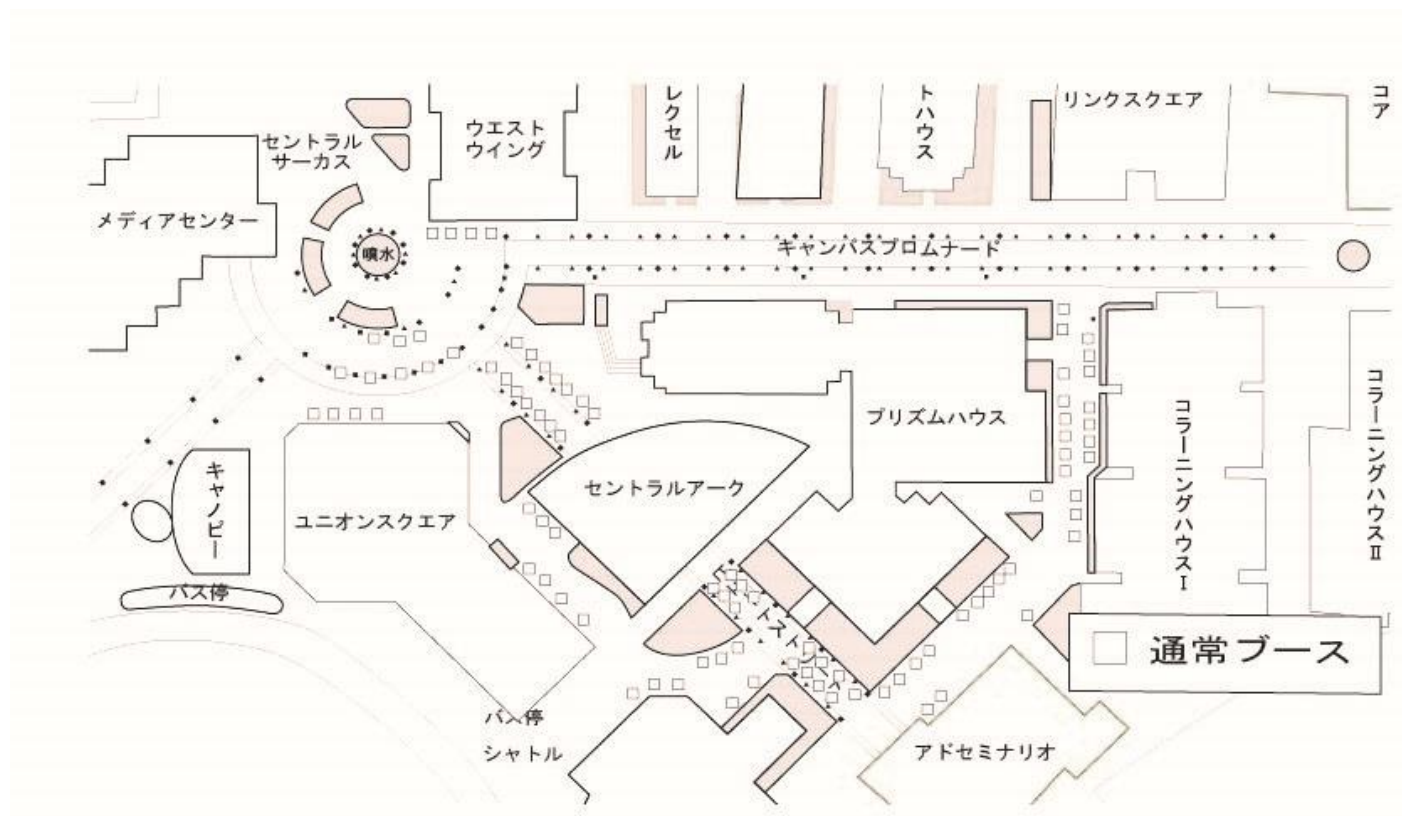 セントラル
サーカス
ウエスト
ウイング
レクセル
トハウス
リンクスクエア
コア
メディアセンター
噴水
キャンパスプロムナード
プリズムハウス
コラーニングハウスⅠ
コラーニングハウスⅡ
セントラルアーク
キャノピー
ユニオンスクエア
バス停
通常ブース
バス停
シャトル
アドセミナリオ